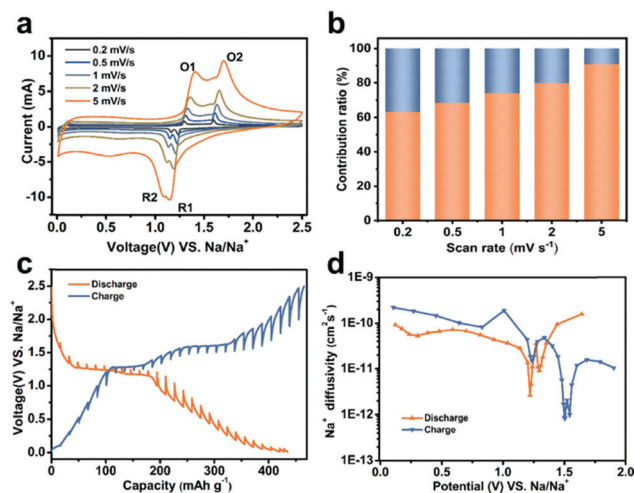 a
0.2 mV/s
0.5 mV/s
1 mV/s
2 mV/s
5 mV/s
O1
O2
R2
R1
Current (mA)
10
5
0
-5
-10
0.0 0.5 1.0 1.5 2.0 2.5
Voltage(V) VS. Na/Na⁺
b
Contribution ratio (%)
100
80
60
40
20
0
0.2 0.5 1 2 5
Scan rate (mV s⁻¹)
c
Discharge
Charge
Voltage(V) VS. Na/Na⁺
2.5
2.0
1.5
1.0
0.5
0.0
0 100 200 300 400
Capacity (mAh g⁻¹)
d
Na⁺ diffusivity (cm²s⁻¹)
1E-9
1E-10
1E-11
1E-12
1E-13
Discharge
Charge
0.0 0.5 1.0 1.5 2.0
Potential (V) VS. Na/Na⁺